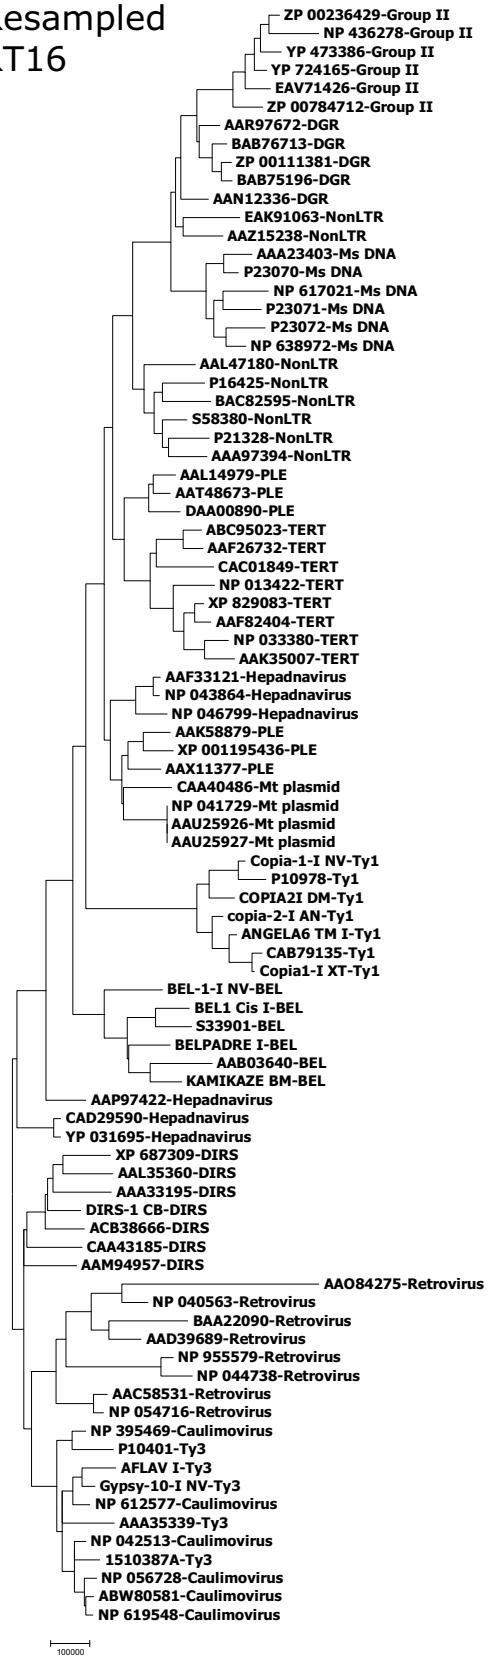 Resampled
RT16
ZP 00236429-Group II
NP 436278-Group II
YP 473386-Group II
YP 724165-Group II
EAV71426-Group II
ZP 00784712-Group II
AAR97672-DGR
BAB76713-DGR
ZP 00111381-DGR
BAB75196-DGR
AAN12336-DGR
EAK91063-NonLTR
AAZ15238-NonLTR
AAA23403-Ms DNA
P23070-Ms DNA
NP 617021-Ms DNA
P23071-Ms DNA
P23072-Ms DNA
NP 638972-Ms DNA
AAL47180-NonLTR
P16425-NonLTR
BAC82595-NonLTR
S58380-NonLTR
P21328-NonLTR
AAA97394-NonLTR
AAL14979-PLE
AAT48673-PLE
DAA00890-PLE
ABC95023-TERT
AAF26732-TERT
CAC01849-TERT
NP 013422-TERT
XP 829083-TERT
AAF82404-TERT
NP 033380-TERT
AAK35007-TERT
AAF33121-Hepadnavirus
NP 043864-Hepadnavirus
NP 046799-Hepadnavirus
AAK58879-PLE
XP 001195436-PLE
AAX11377-PLE
CAA40486-Mt plasmid
NP 041729-Mt plasmid
AAU25926-Mt plasmid
AAU25927-Mt plasmid
Copia-1-I NV-Ty1
P10978-Ty1
COPIA2I DM-Ty1
copia-2-I AN-Ty1
ANGELA6 TM I-Ty1
CAB79135-Ty1
Copia1-I XT-Ty1
BEL-1-I NV-BEL
BEL1 Cis I-BEL
S33901-BEL
BELPADRE I-BEL
AAB03640-BEL
KAMIKAZE BM-BEL
AAP97422-Hepadnavirus
CAD29590-Hepadnavirus
YP 031695-Hepadnavirus
XP 687309-DIRS
AAL35360-DIRS
AAA33195-DIRS
DIRS-1 CB-DIRS
ACB38666-DIRS
CAA43185-DIRS
AAM94957-DIRS
AAO84275-Retrovirus
NP 040563-Retrovirus
BAA22090-Retrovirus
AAD39689-Retrovirus
NP 955579-Retrovirus
NP 044738-Retrovirus
AAC58531-Retrovirus
NP 054716-Retrovirus
NP 395469-Caulimovirus
P10401-Ty3
AFLAV I-Ty3
Gypsy-10-I NV-Ty3
NP 612577-Caulimovirus
AAA35339-Ty3
NP 042513-Caulimovirus
1510387A-Ty3
NP 056728-Caulimovirus
ABW80581-Caulimovirus
NP 619548-Caulimovirus
100000